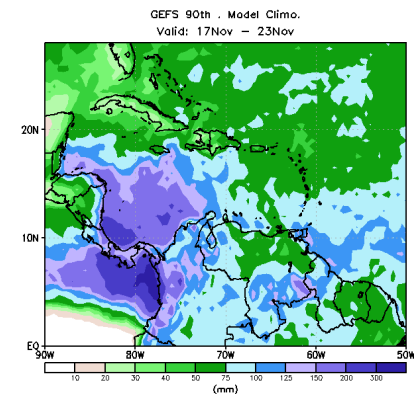 GEFS 90th . Model Climo.
Valid: 17Nov – 23Nov
20N
10N
EQ
90W 80W 70W 60W 50W
10 20 30 40 50 75 100 125 150 200 300
(mm)